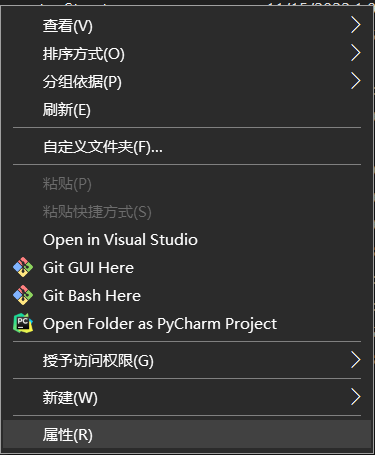 查看(V)
排序方式(O)
分组依据(P)
刷新(E)
自定义文件夹(F)...
粘贴(P)
粘贴快捷方式(S)
Open in Visual Studio
Git GUI Here
Git Bash Here
PC
Open Folder as PyCharm Project
授予访问权限(G)
新建(W)
属性(R)